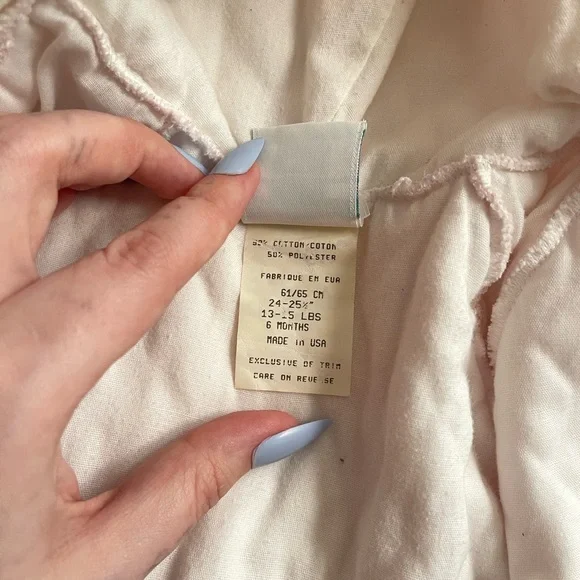 50% COTTON/COTON
50% POLYESTER
FABRIQUE EN EUA
61/65 CM
24-25½"
13-15 LBS
6 MONTHS
MADE in USA
EXCLUSIVE OF TRIM
CARE ON REVERSE